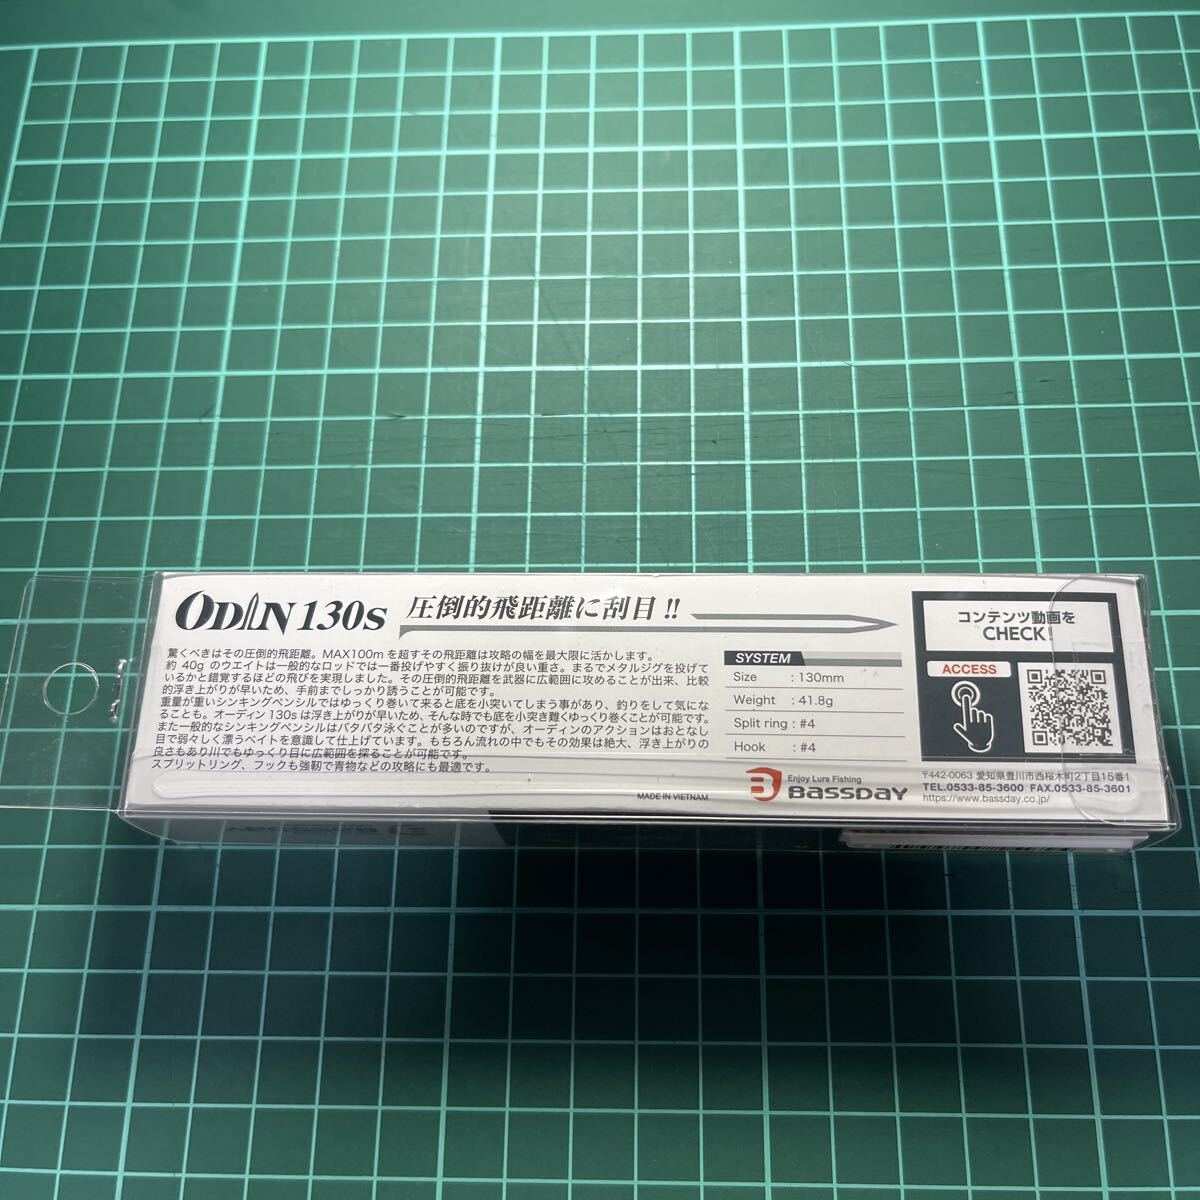 ODIN 130S 圧倒的飛距離に刮目!!
驚くべきはその圧倒的飛距離。MAX100mを超すその飛距離は攻略の幅を最大限に活かします。
約 40g のウエイトは一般的なロッドでは一番投げやすく振り抜けが良い重さ。まるでメタルジグを投げて
いるかと錯覚するほどの飛びを実現しました。その圧倒的飛距離を武器に広範囲に攻めることが出来、比較
的浮き上がりが早いため、手前までしっかり誘うことが可能です。
重量が重いシンキングペンシルではゆっくり巻いて来ると底を小突いてしまう事があり、釣りをして気にな
ることも。オーディン 130s は浮き上がりが早いため、そんな時でも底を小突き難くゆっくり巻くことが可能です。
また一般的なシンキングペンシルはバタバタ泳ぐことが多いのですが、オーディンのアクションはおとなし
目で弱々しく漂うベイトを意識して仕上げています。もちろん流れの中でもその効果は絶大、浮き上がりの
良さもあり川でもゆっくり目に広範囲を探ることが可能です。
スプリットリング、フックも強靭で青物などの攻略にも最適です。
MADE IN VIETNAM
SYSTEM
Size : 130mm
Weight : 41.8g
Split ring : #4
Hook : #4
Enjoy Lure Fishing
BASSDAY
コンテンツ動画を
CHECK!
ACCESS
〒442-0063 愛知県豊川市西桜木町2丁目15番1
TEL.0533-85-3600 FAX.0533-85-3601
https://www.bassday.co.jp/